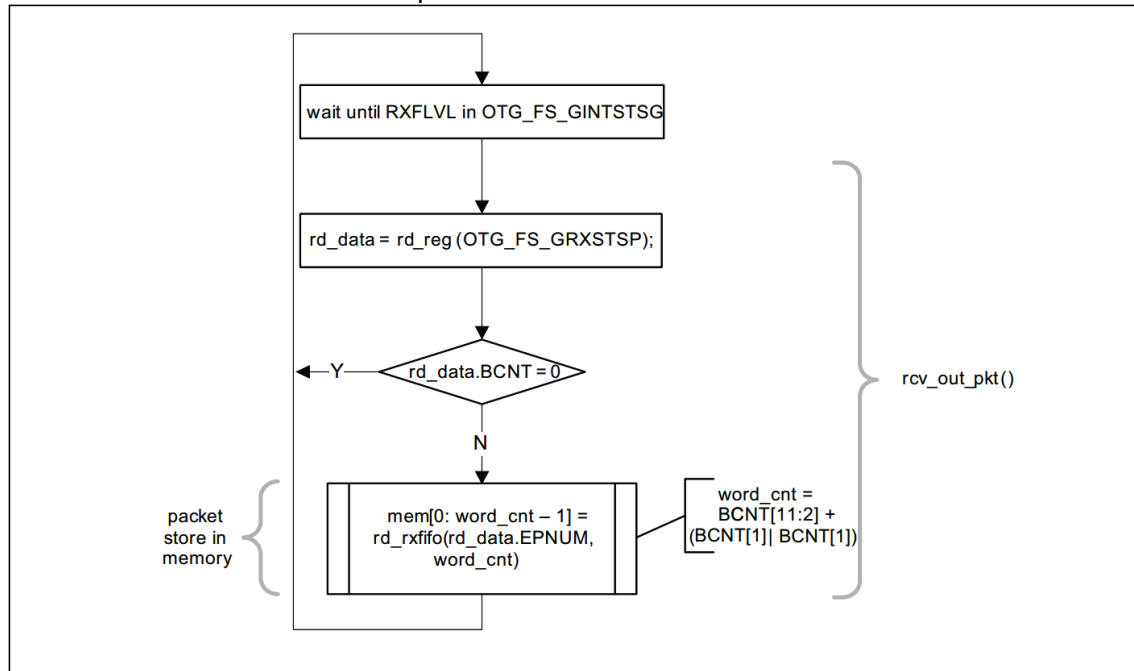 wait until RXFLVL in OTG_FS_GINTSTSG
rd_data = rd_reg (OTG_FS_GRXSTSP);
rd_data.BCNT = 0
Y
N
rcv_out_pkt()
packet
store in
memory
mem[0: word_cnt – 1] =
rd_rxfifo(rd_data.EPNUM,
word_cnt)
word_cnt =
BCNT[11:2] +
(BCNT[1]| BCNT[1])